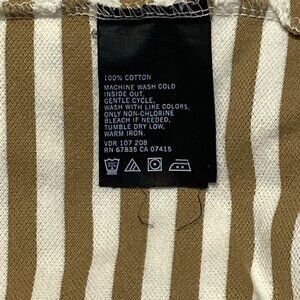 100% COTTON
MACHINE WASH COLD
INSIDE OUT,
GENTLE CYCLE,
WASH WITH LIKE COLORS,
ONLY NON-CHLORINE
BLEACH IF NEEDED,
TUMBLE DRY LOW,
WARM IRON.
VDR 107 208
RN 67835 CA 07415